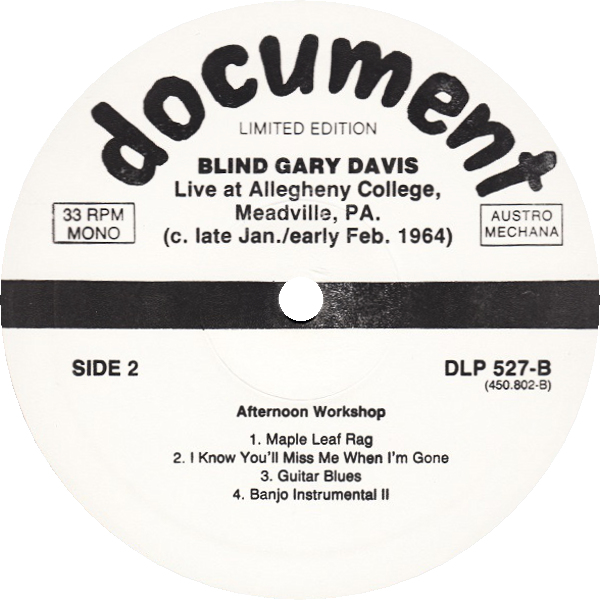 document
LIMITED EDITION
BLIND GARY DAVIS
Live at Allegheny College,
Meadville, PA.
(c. late Jan./early Feb. 1964)
33 RPM
MONO
AUSTRO
MECHANA
SIDE 2
DLP 527-B
(450.802-B)
Afternoon Workshop
1. Maple Leaf Rag
2. I Know You'll Miss Me When I'm Gone
3. Guitar Blues
4. Banjo Instrumental II